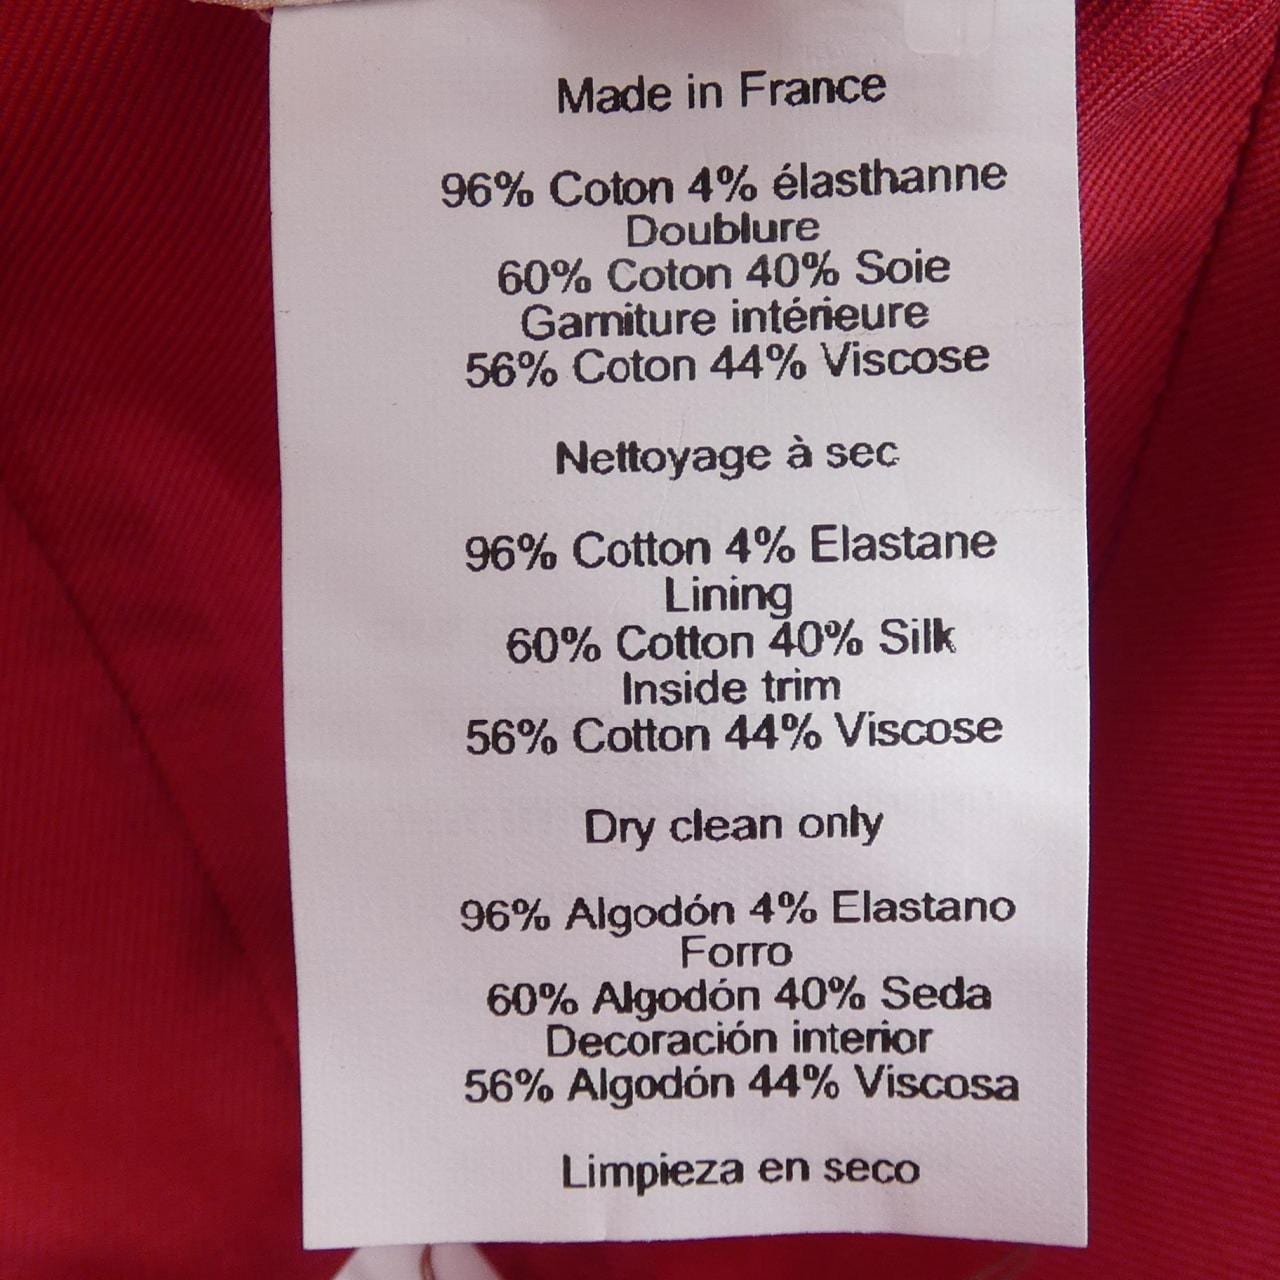 Made in France
96% Coton 4% élasthanne
Doublure
60% Coton 40% Soie
Garniture intérieure
56% Coton 44% Viscose
Nettoyage à sec
96% Cotton 4% Elastane
Lining
60% Cotton 40% Silk
Inside trim
56% Cotton 44% Viscose
Dry clean only
96% Algodón 4% Elastano
Forro
60% Algodón 40% Seda
Decoración interior
56% Algodón 44% Viscosa
Limpieza en seco